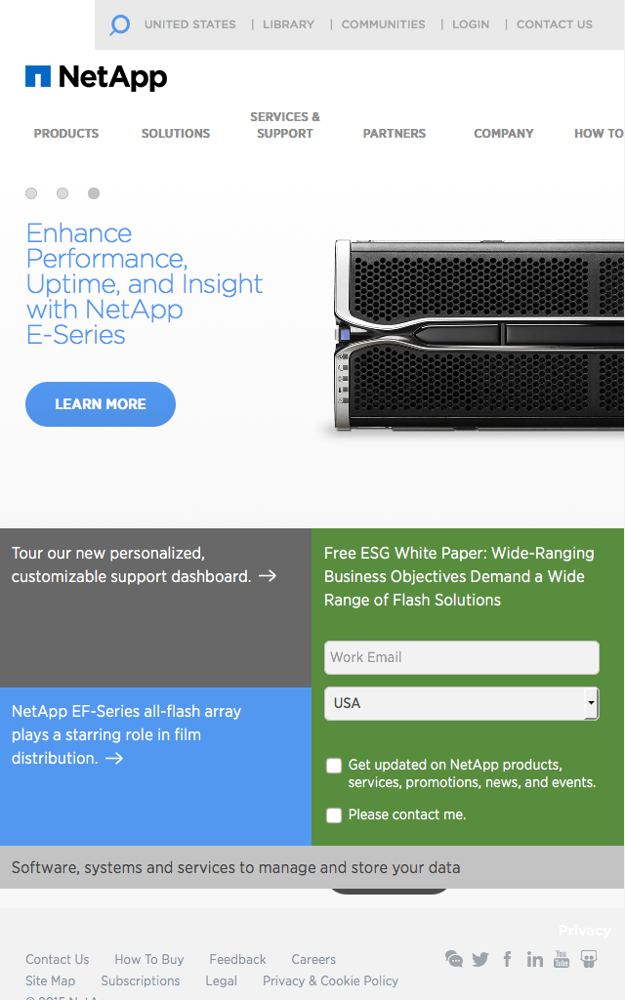 UNITED STATES | LIBRARY | COMMUNITIES | LOGIN | CONTACT US
NetApp
PRODUCTS SOLUTIONS SERVICES & SUPPORT PARTNERS COMPANY HOW TO
Enhance
Performance,
Uptime, and Insight
with NetApp
E-Series
LEARN MORE
Tour our new personalized,
customizable support dashboard. →
NetApp EF-Series all-flash array
plays a starring role in film
distribution. →
Free ESG White Paper: Wide-Ranging
Business Objectives Demand a Wide
Range of Flash Solutions
Work Email
USA
Get updated on NetApp products,
services, promotions, news, and events.
Please contact me.
Software, systems and services to manage and store your data
Privacy
Contact Us How To Buy Feedback Careers
You Tube
Site Map Subscriptions Legal Privacy & Cookie Policy